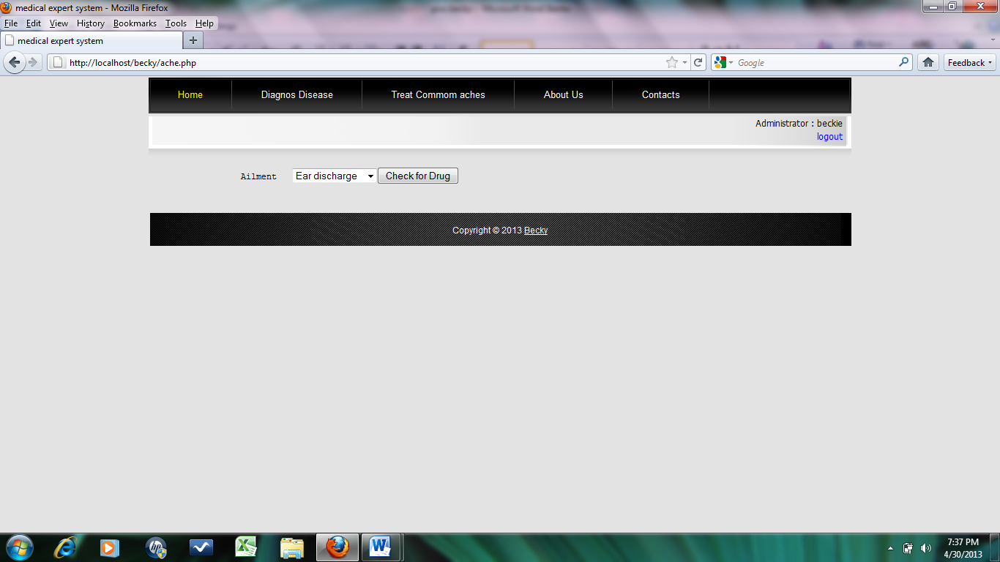 medical expert system - Mozilla Firefox
File Edit View History Bookmarks Tools Help
medical expert system
http://localhost/becky/ache.php
Google
Feedback
Home Diagnos Disease Treat Commom aches About Us Contacts
Administrator : beckie
logout
Ailment Ear discharge Check for Drug
Copyright © 2013 Becky
7:37 PM
4/30/2013